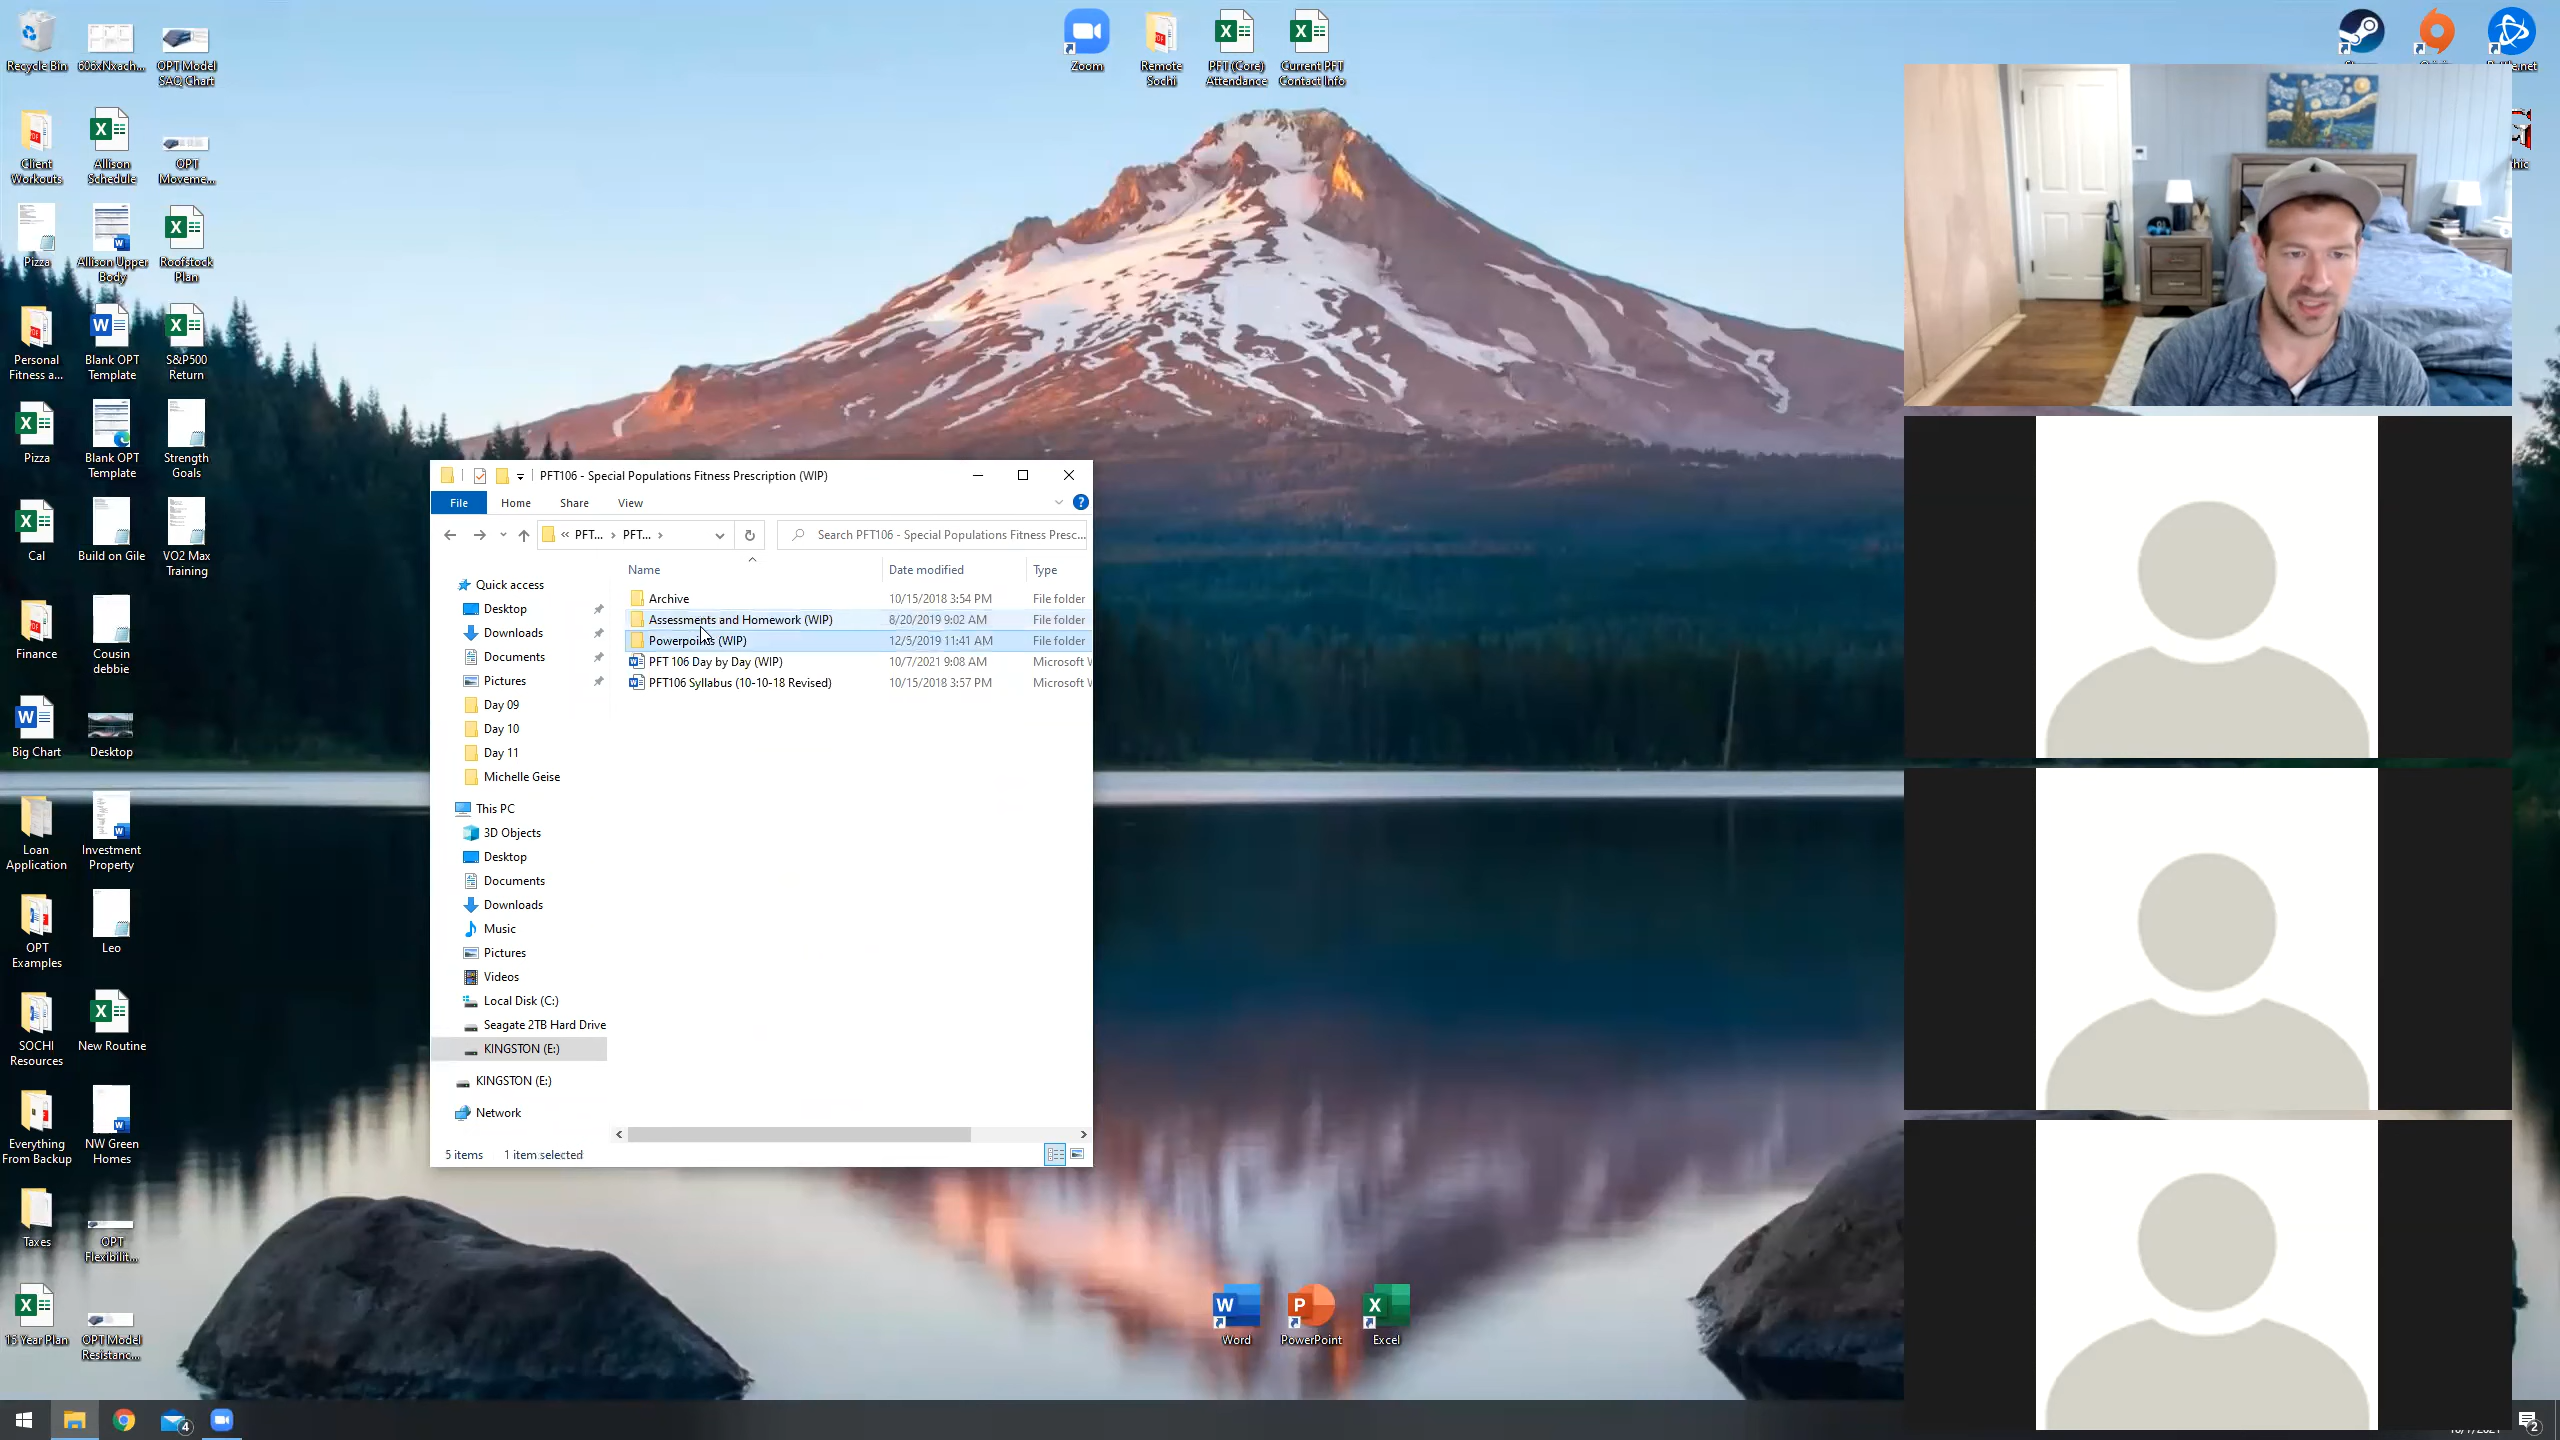 Recycle Bin
606xNxach...
OPT Model
SAQ Chart
Zoom
Remote
Sochi
PFT (Core)
Attendance
Current PFT
Contact Info
Client
Workouts
Allison
Schedule
OPT
Moveme...
Pizza
Allison Upper
Body
Roofstock
Plan
Personal
Fitness a...
Blank OPT
Template
S&P500
Return
Pizza
Blank OPT
Template
Strength
Goals
Cal
Build on Gile
VO2 Max
Training
Finance
Cousin
debbie
Big Chart
Desktop
Loan
Application
Investment
Property
OPT
Examples
Leo
SOCHI
Resources
New Routine
Everything
From Backup
NW Green
Homes
Taxes
OPT
Flexibilit...
15 Year Plan
OPT Model
Resistanc...
PFT106 - Special Populations Fitness Prescription (WIP)
File
Home
Share
View
« PFT... › PFT... ›
Search PFT106 - Special Populations Fitness Presc...
Name
Date modified
Type
Archive 10/15/2018 3:54 PM File folder
Assessments and Homework (WIP) 8/20/2019 9:02 AM File folder
Powerpoints (WIP) 12/5/2019 11:41 AM File folder
PFT 106 Day by Day (WIP) 10/7/2021 9:08 AM Microsoft W
PFT106 Syllabus (10-10-18 Revised) 10/15/2018 3:57 PM Microsoft W
Quick access
Desktop
Downloads
Documents
Pictures
Day 09
Day 10
Day 11
Michelle Geise
This PC
3D Objects
Desktop
Documents
Downloads
Music
Pictures
Videos
Local Disk (C:)
Seagate 2TB Hard Drive
KINGSTON (E:)
KINGSTON (E:)
Network
5 items
1 item selected
Word
PowerPoint
Excel
4
2